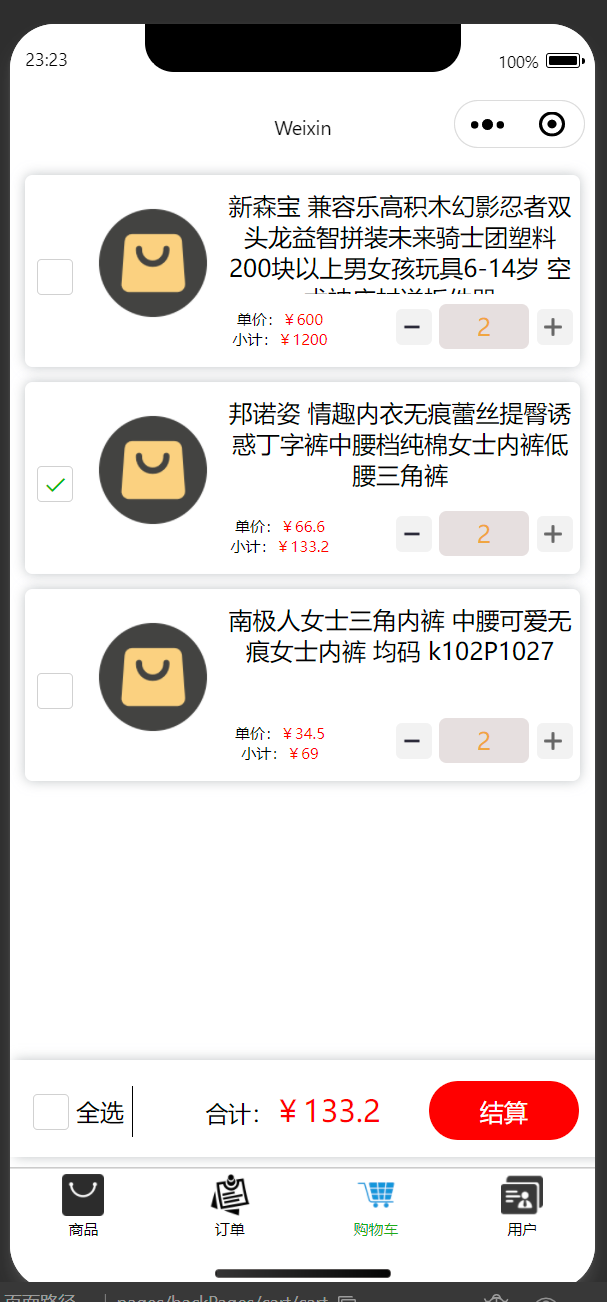 23:23
100%
Weixin
新森宝 兼容乐高积木幻影忍者双
头龙益智拼装未来骑士团塑料
200块以上男女孩玩具6-14岁 空
单价：￥600
小计：￥1200
2
邦诺姿 情趣内衣无痕蕾丝提臀诱
惑丁字裤中腰档纯棉女士内裤低
腰三角裤
单价：￥66.6
小计：￥133.2
2
南极人女士三角内裤 中腰可爱无
痕女士内裤 均码 k102P1027
单价：￥34.5
小计：￥69
2
全选
合计：￥133.2
结算
商品
订单
购物车
用户
页面路径
pages/backPages/cart/cart